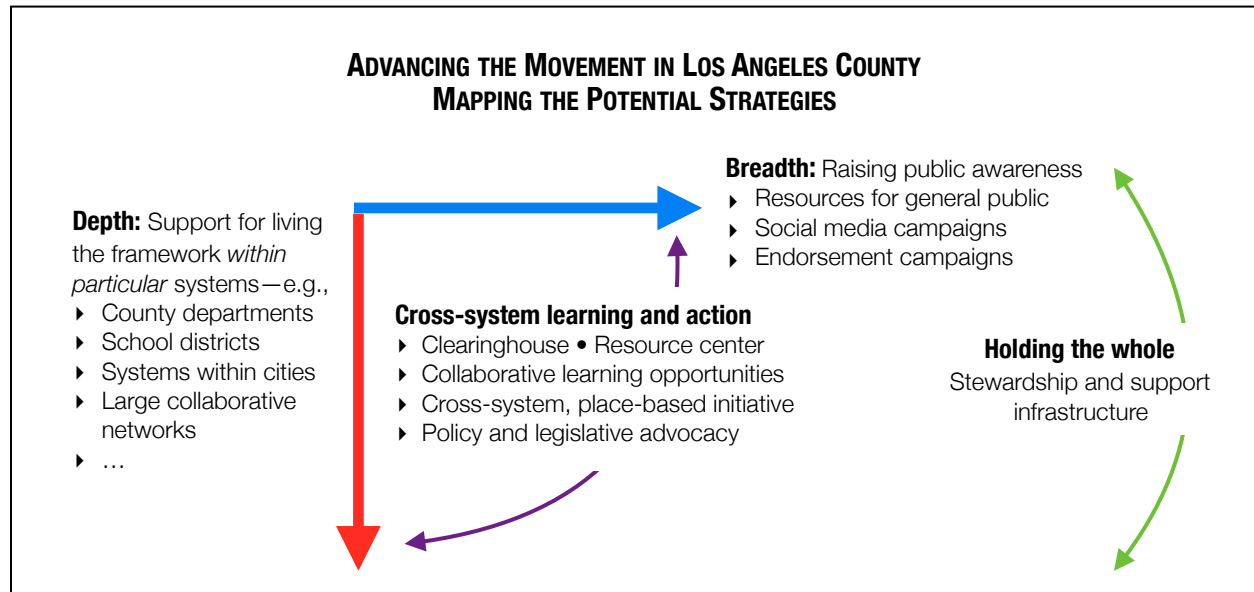 ADVANCING THE MOVEMENT IN LOS ANGELES COUNTY
MAPPING THE POTENTIAL STRATEGIES
Depth: Support for living
the framework within
particular systems—e.g.,
▸ County departments
▸ School districts
▸ Systems within cities
▸ Large collaborative
networks
▸ …
Breadth: Raising public awareness
▸ Resources for general public
▸ Social media campaigns
▸ Endorsement campaigns
Cross-system learning and action
▸ Clearinghouse • Resource center
▸ Collaborative learning opportunities
▸ Cross-system, place-based initiative
▸ Policy and legislative advocacy
Holding the whole
Stewardship and support
infrastructure